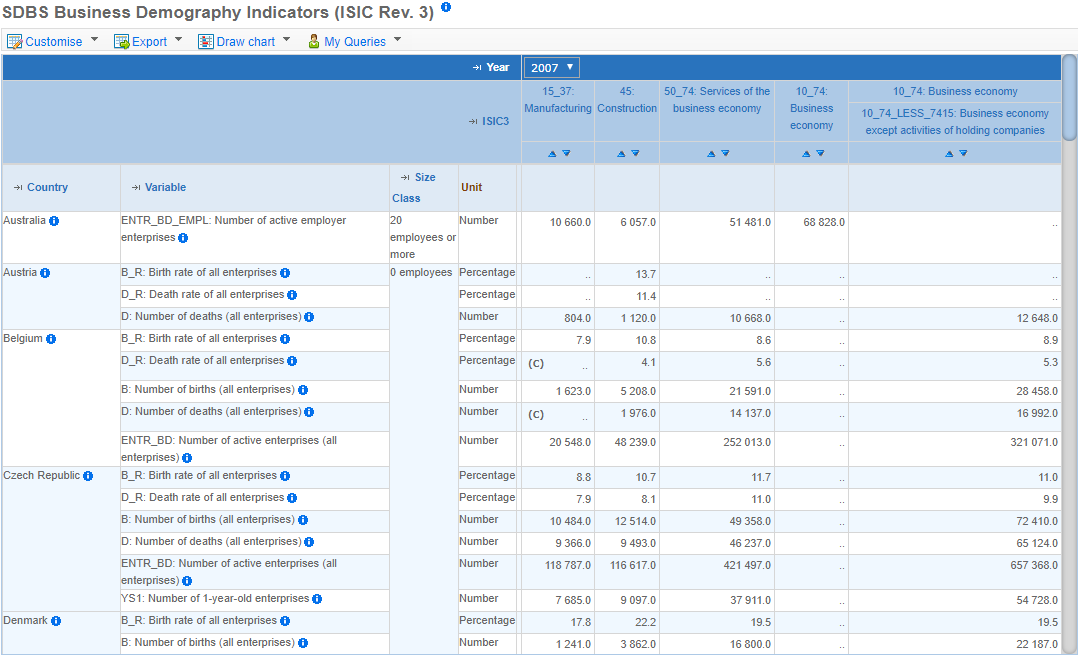 SDBS Business Demography Indicators (ISIC Rev. 3)
Customise Export Draw chart My Queries
Year 2007
ISIC3 15_37: Manufacturing 45: Construction 50_74: Services of the business economy 10_74: Business economy 10_74: Business economy
10_74_LESS_7415: Business economy except activities of holding companies
Country Variable Size Class Unit
Australia ENTR_BD_EMPL: Number of active employer enterprises 20 employees or more Number 10 660.0 6 057.0 51 481.0 68 828.0 ..
Austria B_R: Birth rate of all enterprises 0 employees Percentage .. 13.7 .. .. ..
D_R: Death rate of all enterprises Percentage .. 11.4 .. .. ..
D: Number of deaths (all enterprises) Number 804.0 1 120.0 10 668.0 .. 12 648.0
Belgium B_R: Birth rate of all enterprises Percentage 7.9 10.8 8.6 .. 8.9
D_R: Death rate of all enterprises Percentage (C) .. 4.1 5.6 .. 5.3
B: Number of births (all enterprises) Number 1 623.0 5 208.0 21 591.0 .. 28 458.0
D: Number of deaths (all enterprises) Number (C) .. 1 976.0 14 137.0 .. 16 992.0
ENTR_BD: Number of active enterprises (all enterprises) Number 20 548.0 48 239.0 252 013.0 .. 321 071.0
Czech Republic B_R: Birth rate of all enterprises Percentage 8.8 10.7 11.7 .. 11.0
D_R: Death rate of all enterprises Percentage 7.9 8.1 11.0 .. 9.9
B: Number of births (all enterprises) Number 10 484.0 12 514.0 49 358.0 .. 72 410.0
D: Number of deaths (all enterprises) Number 9 366.0 9 493.0 46 237.0 .. 65 124.0
ENTR_BD: Number of active enterprises (all enterprises) Number 118 787.0 116 617.0 421 497.0 .. 657 368.0
YS1: Number of 1-year-old enterprises Number 7 685.0 9 097.0 37 911.0 .. 54 728.0
Denmark B_R: Birth rate of all enterprises Percentage 17.8 22.2 19.5 .. 19.5
B: Number of births (all enterprises) Number 1 241.0 3 862.0 16 800.0 .. 22 187.0